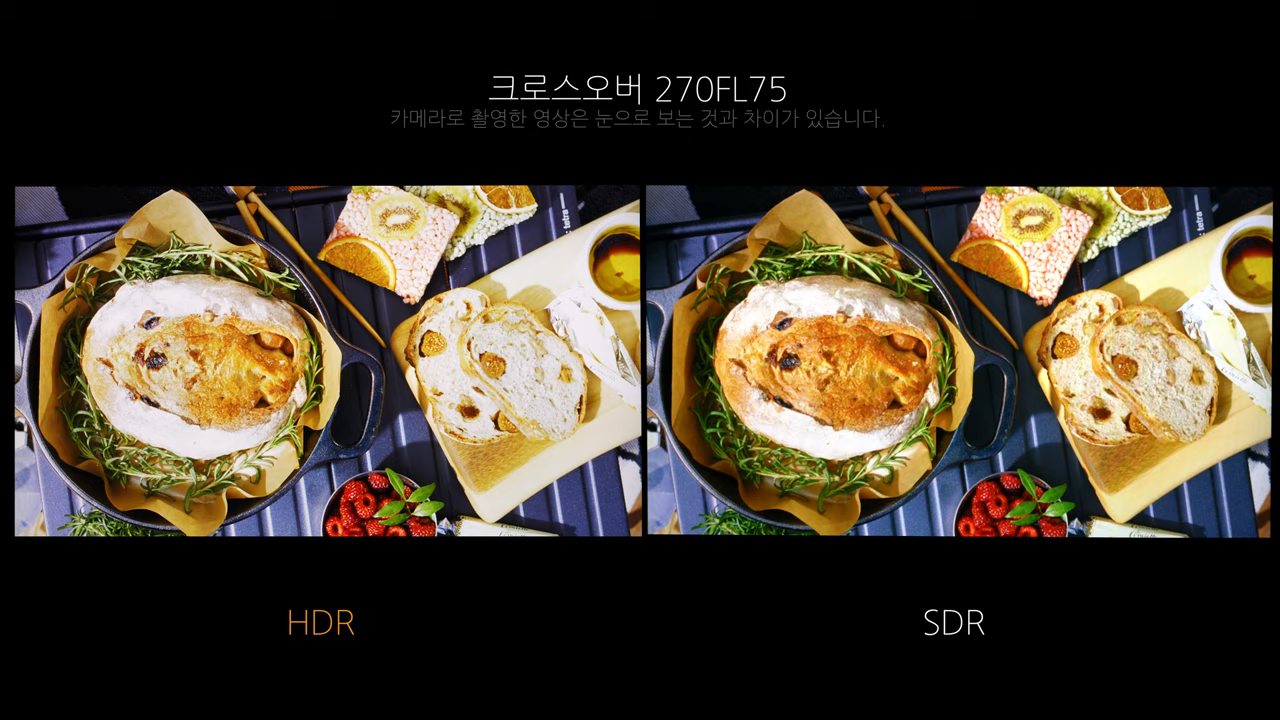 크로스오버 270FL75
카메라로 촬영한 영상은 눈으로 보는 것과 차이가 있습니다.
tetra
HDR
SDR